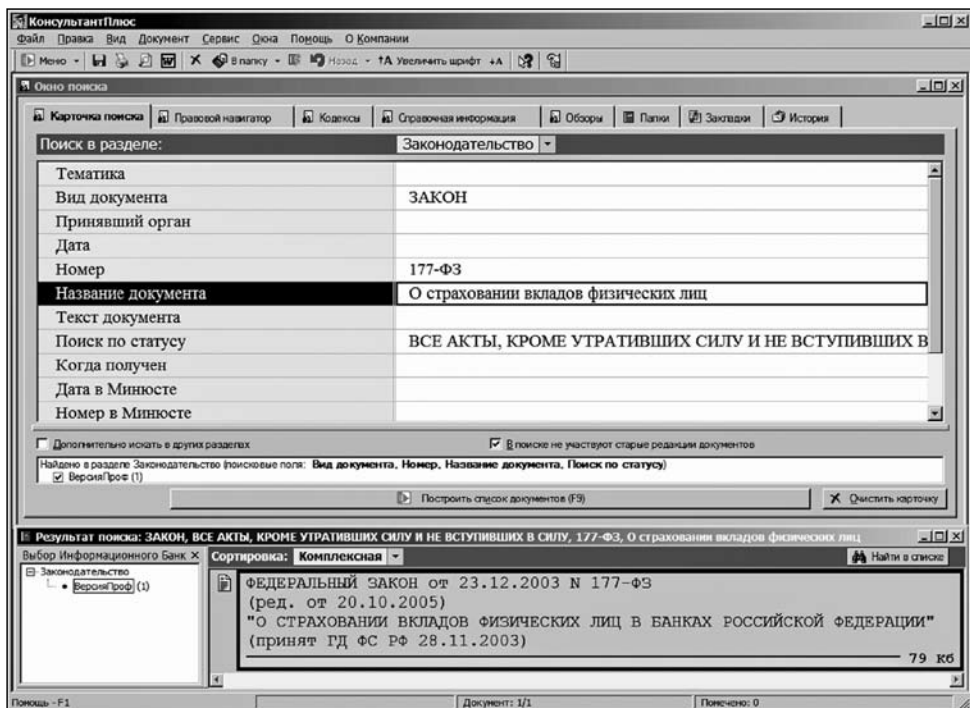 КонсультантПлюс
Файл Правка Вид Документ Сервис Окна Помощь О Компании
Меню В папку Назад Увеличить шрифт
Окно поиска
Карточка поиска Правовой навигатор Кодексы Справочная информация Обзоры Папки Закладки История
Поиск в разделе: Законодательство
Тематика
Вид документа ЗАКОН
Принявший орган
Дата
Номер 177-ФЗ
Название документа О страховании вкладов физических лиц
Текст документа
Поиск по статусу ВСЕ АКТЫ, КРОМЕ УТРАТИВШИХ СИЛУ И НЕ ВСТУПИВШИХ В
Когда получен
Дата в Минюсте
Номер в Минюсте
Дополнительно искать в других разделах В поиске не участвуют старые редакции документов
Найдено в разделе Законодательство (поисковые поля: Вид документа, Номер, Название документа, Поиск по статусу)
ВерсияПроф (1)
Построить список документов (F9) Очистить карточку
Результат поиска: ЗАКОН, ВСЕ АКТЫ, КРОМЕ УТРАТИВШИХ СИЛУ И НЕ ВСТУПИВШИХ В СИЛУ, 177-ФЗ, О страховании вкладов физических лиц
Выбор Информационного Банк Сортировка: Комплексная Найти в списке
Законодательство
ВерсияПроф (1)
ФЕДЕРАЛЬНЫЙ ЗАКОН от 23.12.2003 N 177-ФЗ
(ред. от 20.10.2005)
"О СТРАХОВАНИИ ВКЛАДОВ ФИЗИЧЕСКИХ ЛИЦ В БАНКАХ РОССИЙСКОЙ ФЕДЕРАЦИИ"
(принят ГД ФС РФ 28.11.2003)
79 кб
Помощь -F1 Документ: 1/1 Помечено: 0